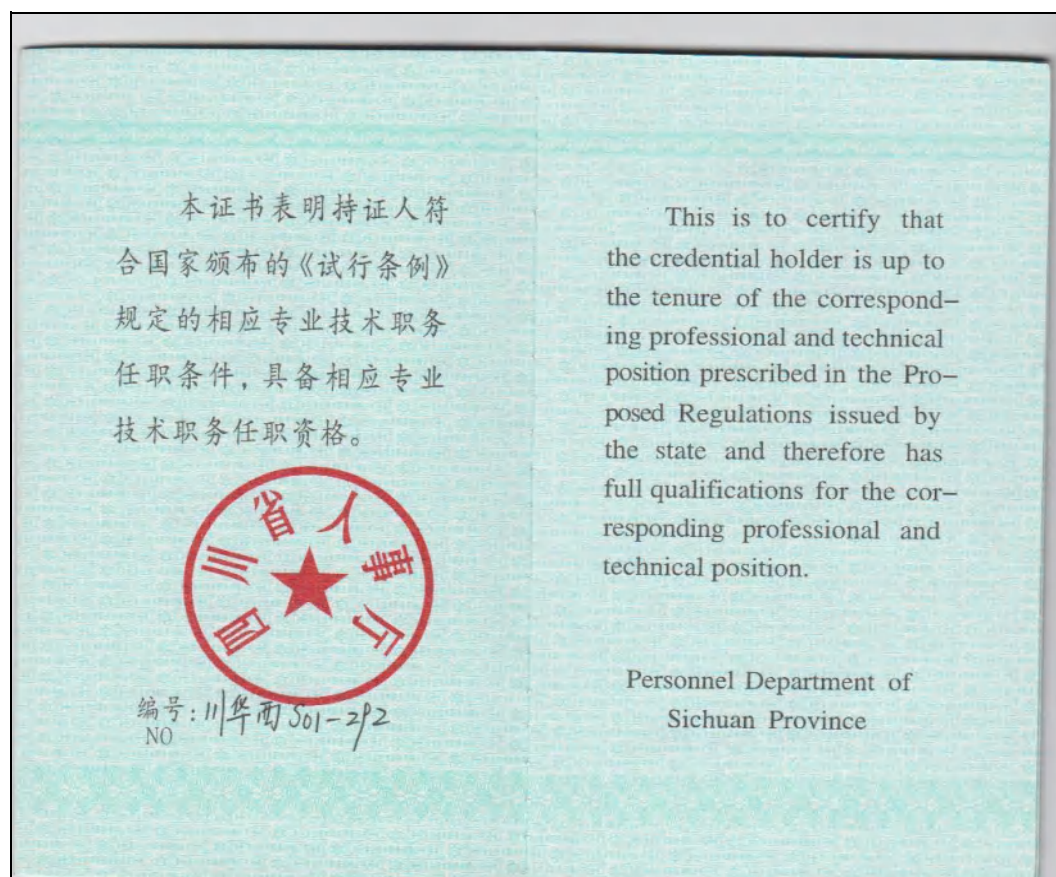 本证书表明持证人符
合国家颁布的《试行条例》
规定的相应专业技术职务
任职条件，具备相应专业
技术职务任职资格。
四川省人事厅
编号：川华西S01-292
NO
This is to certify that
the credential holder is up to
the tenure of the correspond–
ing professional and technical
position prescribed in the Pro–
posed Regulations issued by
the state and therefore has
full qualifications for the cor–
responding professional and
technical position.
Personnel Department of
Sichuan Province